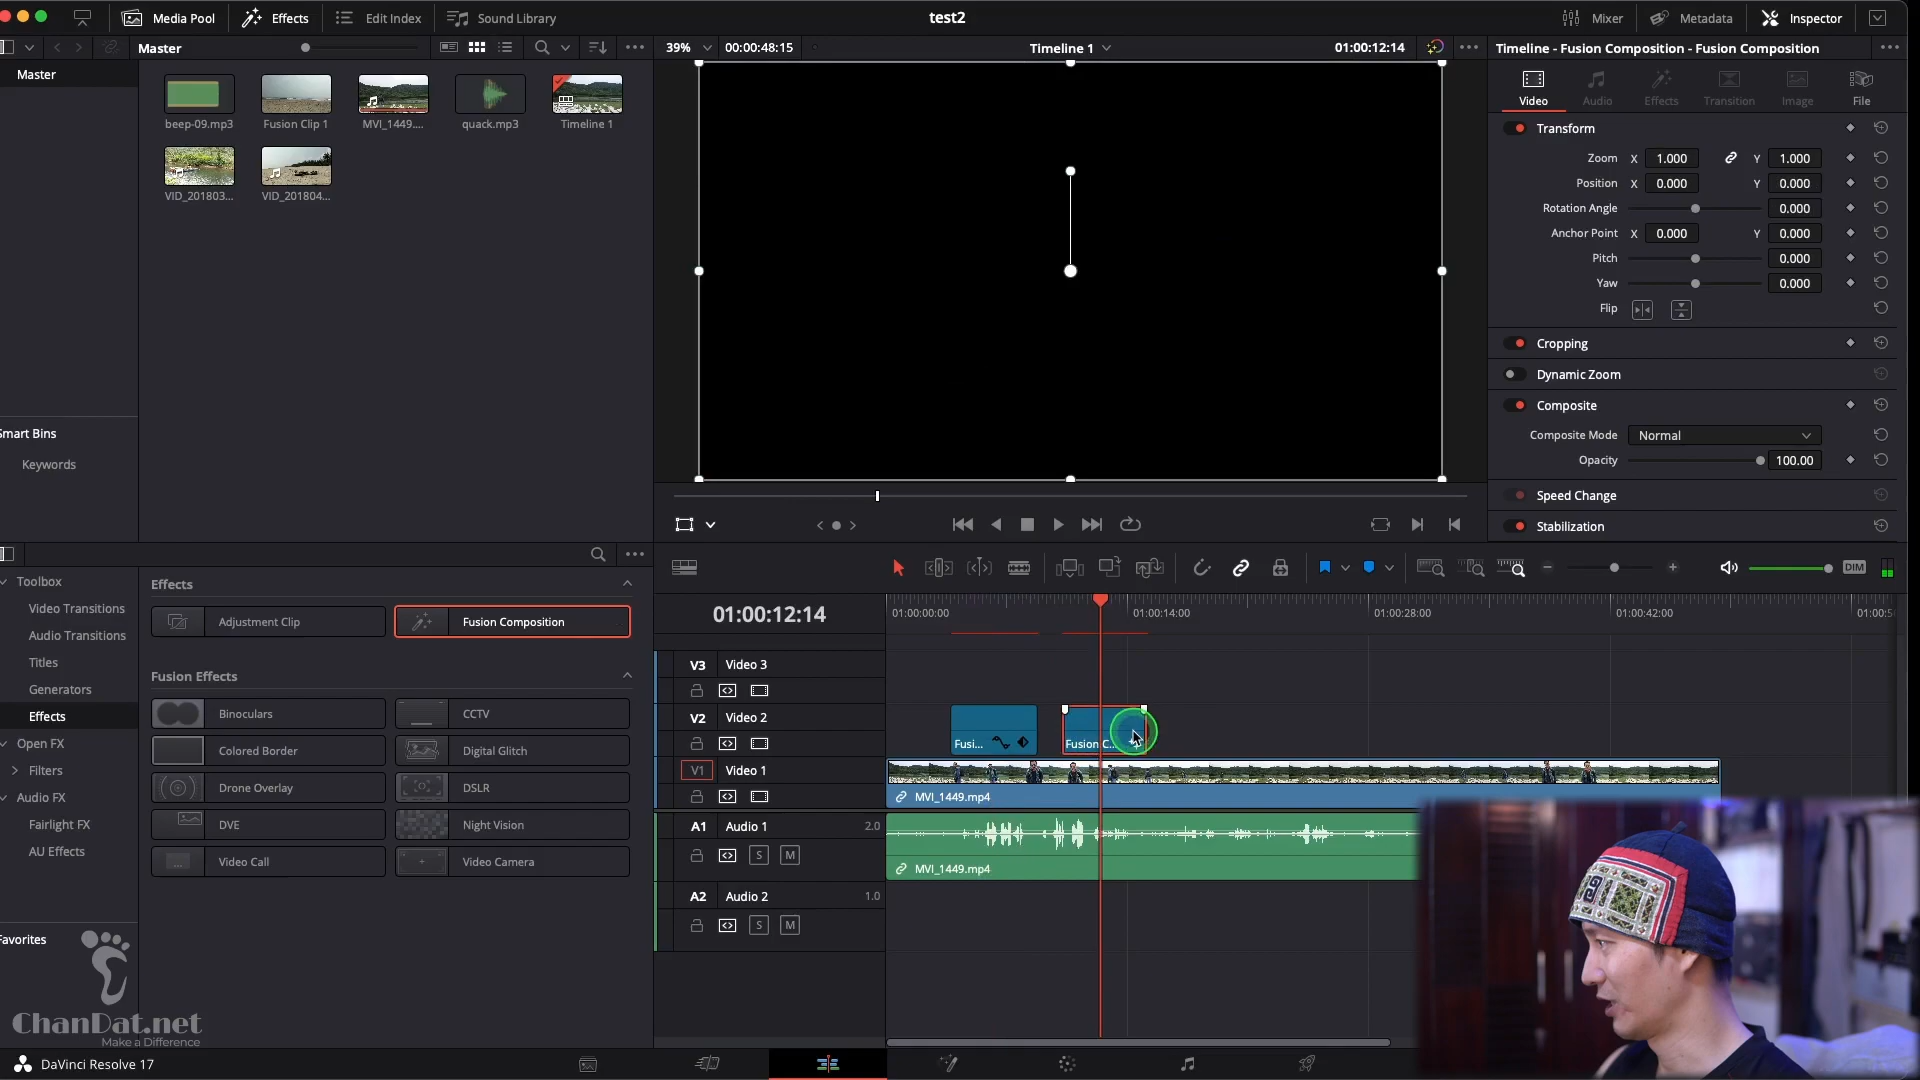 Media Pool Effects Edit Index Sound Library test2 Mixer Metadata Inspector
Master 39% 00:00:48:15 Timeline 1 01:00:12:14 Timeline - Fusion Composition - Fusion Composition
Master
beep-09.mp3 Fusion Clip 1 MVI_1449.... quack.mp3 Timeline 1
VID_201803... VID_201804...
Smart Bins
Keywords
Video Audio Effects Transition Image File
Transform
Zoom X 1.000 Y 1.000
Position X 0.000 Y 0.000
Rotation Angle 0.000
Anchor Point X 0.000 Y 0.000
Pitch 0.000
Yaw 0.000
Flip
Cropping
Dynamic Zoom
Composite
Composite Mode Normal
Opacity 100.00
Speed Change
Stabilization
Toolbox
Video Transitions
Audio Transitions
Titles
Generators
Effects
Open FX
Filters
Audio FX
Fairlight FX
AU Effects
Favorites
Effects
Adjustment Clip Fusion Composition
Fusion Effects
Binoculars CCTV
Colored Border Digital Glitch
Drone Overlay DSLR
DVE Night Vision
Video Call Video Camera
DIM
01:00:12:14 01:00:00:00 01:00:14:00 01:00:28:00 01:00:42:00
V3 Video 3
V2 Video 2
Fusi... Fusion C...
V1 Video 1
MVI_1449.mp4
A1 Audio 1 2.0
S M
MVI_1449.mp4
A2 Audio 2 1.0
S M
ChanDat.net
Make a Difference
DaVinci Resolve 17